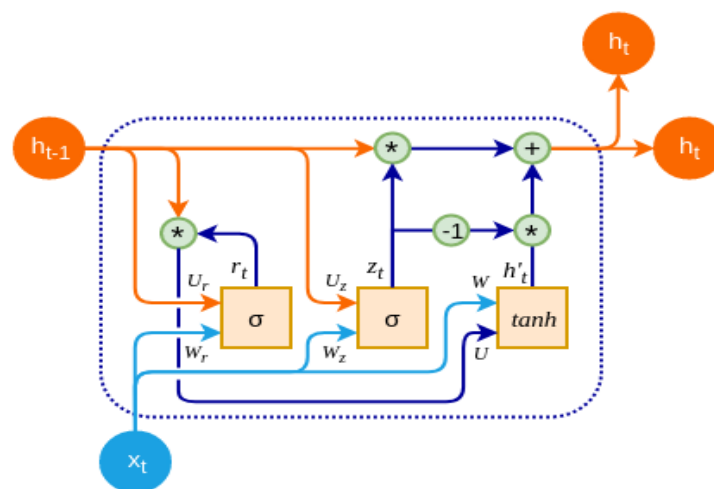 h_t
h_{t-1}
*
+
h_t
*
-1
*
r_t
z_t
h'_t
U_r
U_z
W
σ
σ
tanh
W_r
W_z
U
x_t